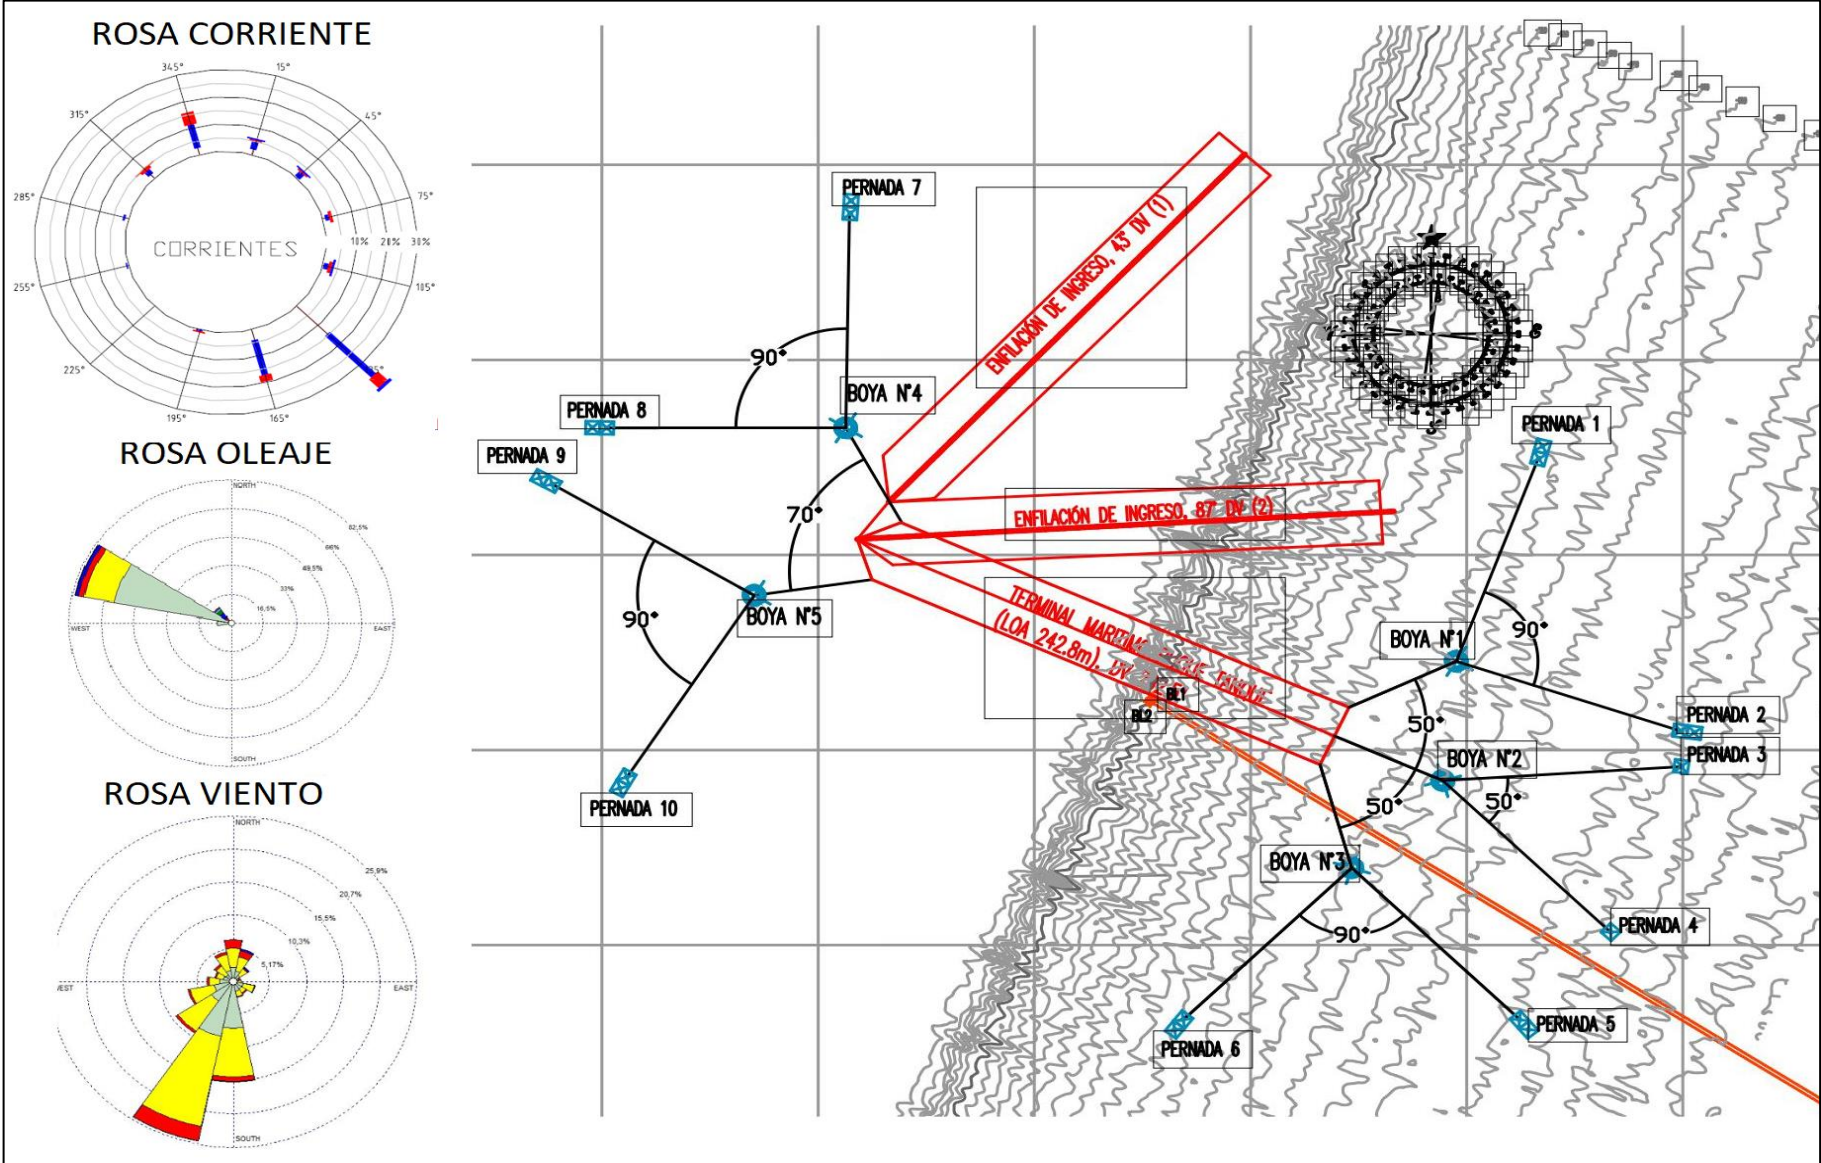 ROSA CORRIENTE
345°
15°
315°
45°
285°
75°
CORRIENTES
10%
20%
30%
255°
105°
225°
195°
165°
ROSA OLEAJE
NORTH
82,5%
66%
49,5%
33%
16,5%
WEST
EAST
SOUTH
ROSA VIENTO
NORTH
25,9%
20,7%
15,5%
10,3%
5,17%
EAST
SOUTH
PERNADA 7
ENFILACIÓN DE INGRESO, 43° DV (1)
90°
BOYA N°4
PERNADA 8
PERNADA 9
70°
ENFILACIÓN DE INGRESO, 87° DV (2)
90°
BOYA N°5
PERNADA 10
TERMINAL
TANQUE
(LOA 242.8m), DV
BL1
BL2
PERNADA 1
BOYA N°1
90°
PERNADA 2
50°
PERNADA 3
BOYA N°2
50°
50°
BOYA N°3
PERNADA 4
90°
PERNADA 5
PERNADA 6